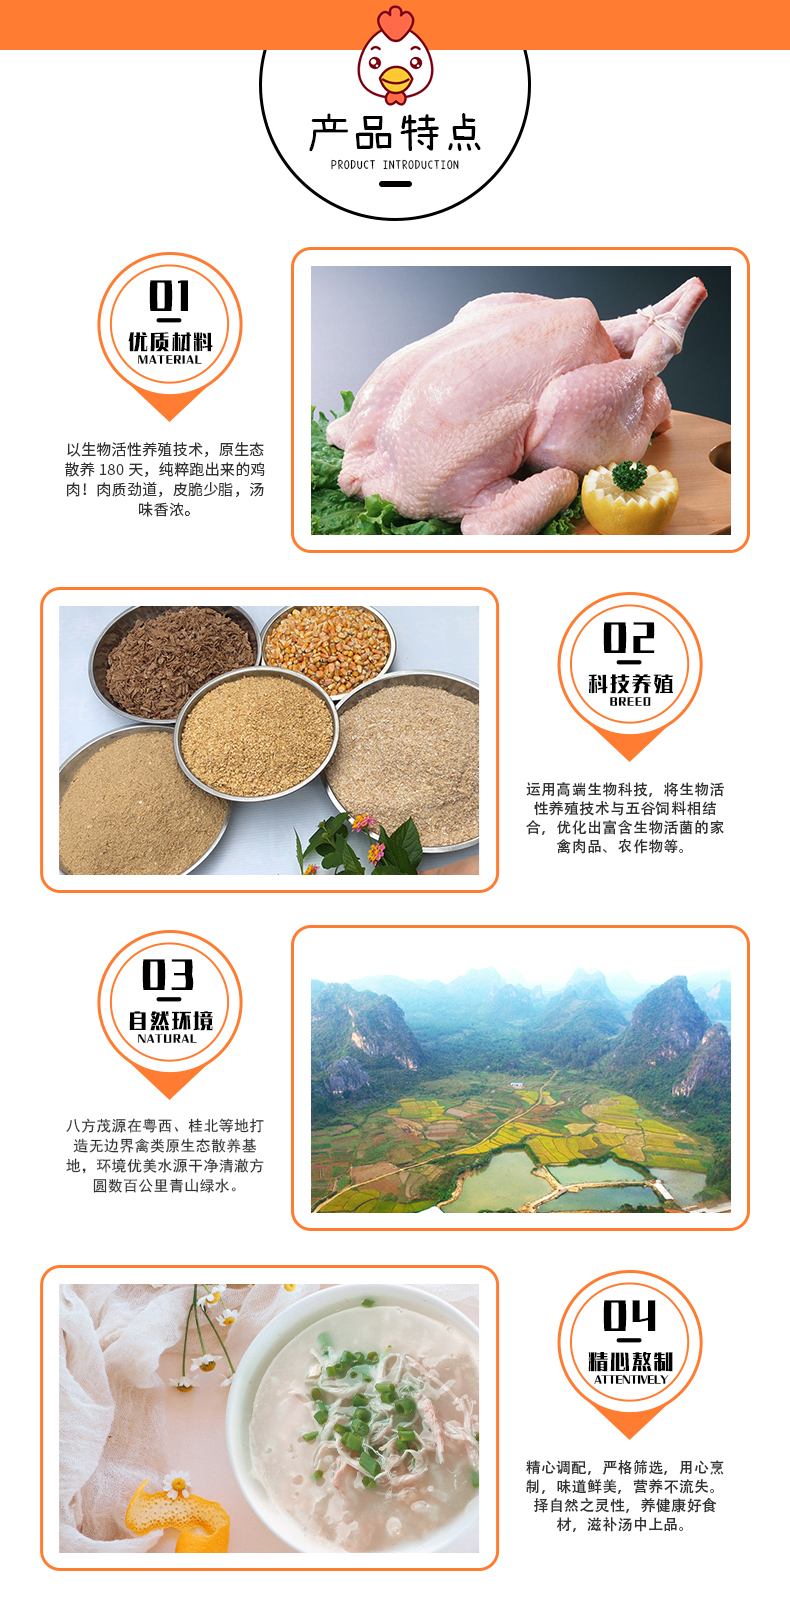 产品特点
PRODUCT INTRODUCTION
01
优质材料
MATERIAL
以生物活性养殖技术，原生态
散养 180 天，纯粹跑出来的鸡
肉！肉质劲道，皮脆少脂，汤
味香浓。
02
科技养殖
BREED
运用高端生物科技，将生物活
性养殖技术与五谷饲料相结
合，优化出富含生物活菌的家
禽肉品、农作物等。
03
自然环境
NATURAL
八方茂源在粤西、桂北等地打
造无边界禽类原生态散养基
地，环境优美水源干净清澈方
圆数百公里青山绿水。
04
精心熬制
ATTENTIVELY
精心调配，严格筛选，用心烹
制，味道鲜美，营养不流失。
择自然之灵性，养健康好食
材，滋补汤中上品。